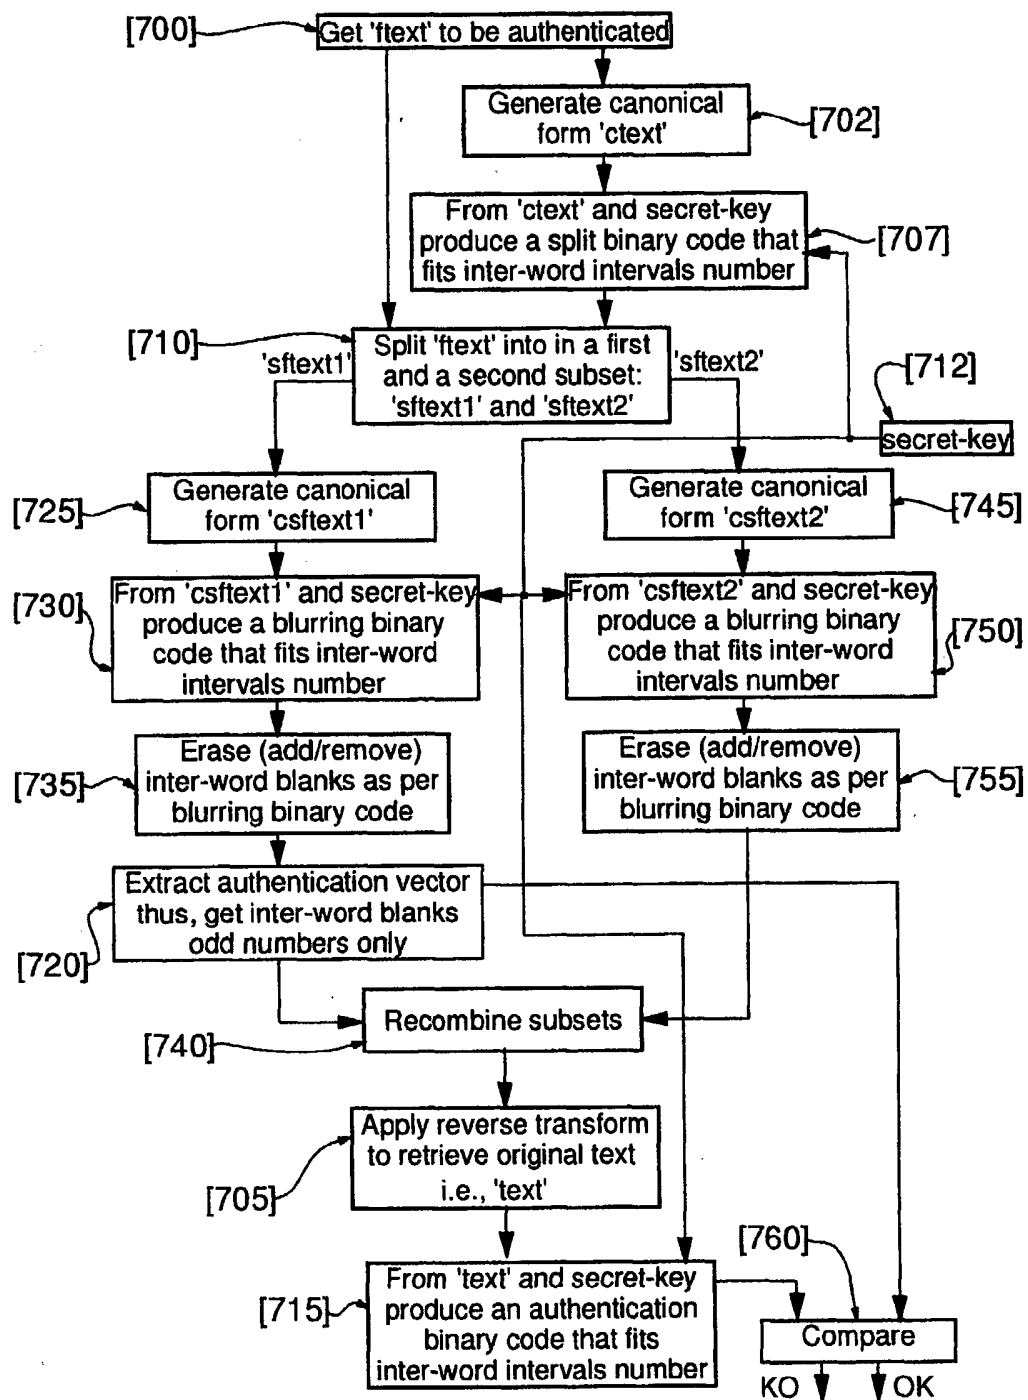 [700]
Get 'ftext' to be authenticated
Generate canonical
form 'ctext'
[702]
From 'ctext' and secret-key
produce a split binary code that
fits inter-word intervals number
[707]
[710]
Split 'ftext' into in a first
and a second subset:
'sftext1' and 'sftext2'
'sftext1'
'sftext2'
[712]
secret-key
[725]
Generate canonical
form 'csftext1'
Generate canonical
form 'csftext2'
[745]
[730]
From 'csftext1' and secret-key
produce a blurring binary
code that fits inter-word
intervals number
From 'csftext2' and secret-key
produce a blurring binary
code that fits inter-word
intervals number
[750]
[735]
Erase (add/remove)
inter-word blanks as per
blurring binary code
Erase (add/remove)
inter-word blanks as per
blurring binary code
[755]
Extract authentication vector
thus, get inter-word blanks
odd numbers only
[720]
Recombine subsets
[740]
Apply reverse transform
to retrieve original text
i.e., 'text'
[705]
[760]
From 'text' and secret-key
produce an authentication
binary code that fits
inter-word intervals number
[715]
Compare
KO
OK